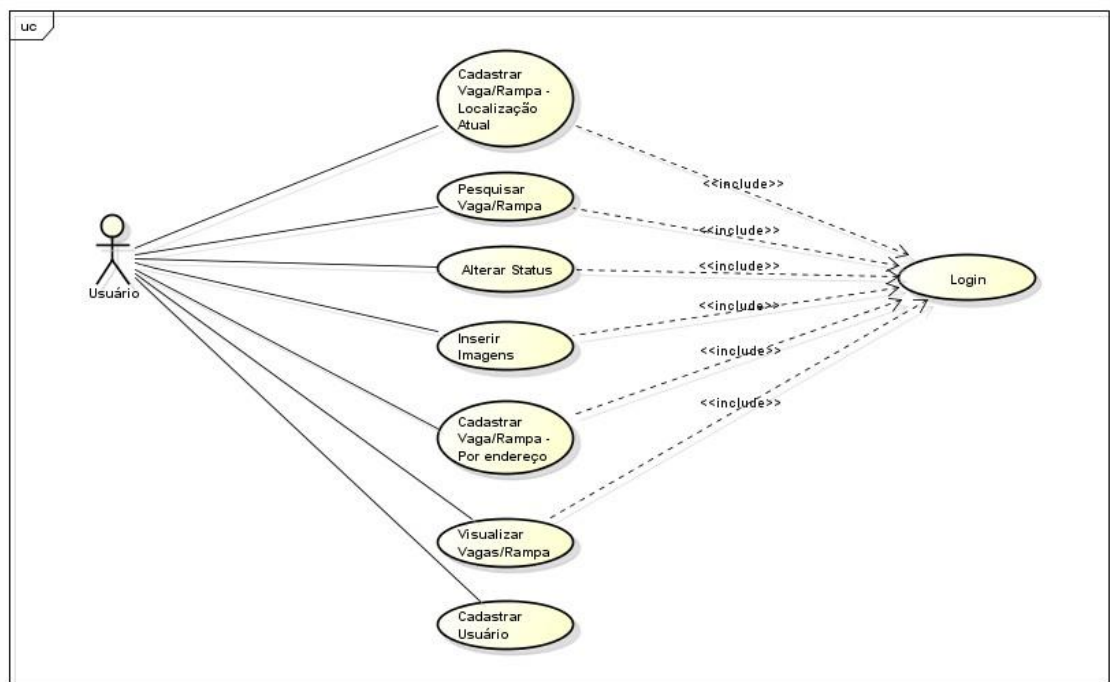 uc
Cadastrar
Vaga/Rampa -
Localização
Atual
<<include>>
Pesquisar
Vaga/Rampa
<<include>>
Alterar Status
<<include>>
Login
Usuário
<<include>>
Inserir
Imagens
<<include>>
Cadastrar
Vaga/Rampa -
Por endereço
<<include>>
Visualizar
Vagas/Rampa
Cadastrar
Usuário